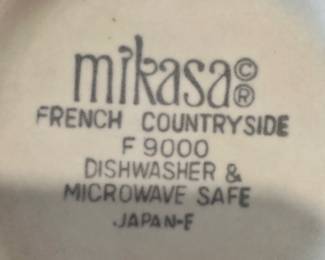 mikasa©®
FRENCH COUNTRYSIDE
F 9000
DISHWASHER &
MICROWAVE SAFE
JAPAN-E